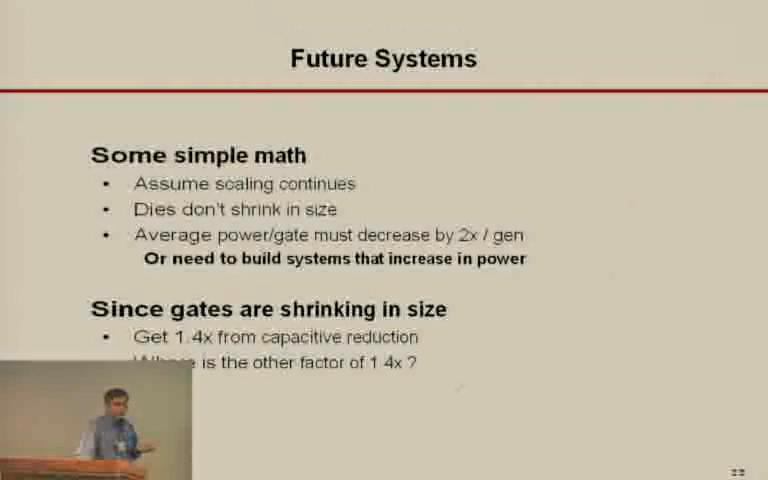 Future Systems
Some simple math
• Assume scaling continues
• Dies don't shrink in size
• Average power/gate must decrease by 2x / gen
Or need to build systems that increase in power
Since gates are shrinking in size
• Get 1.4x from capacitive reduction
Where is the other factor of 1.4x ?